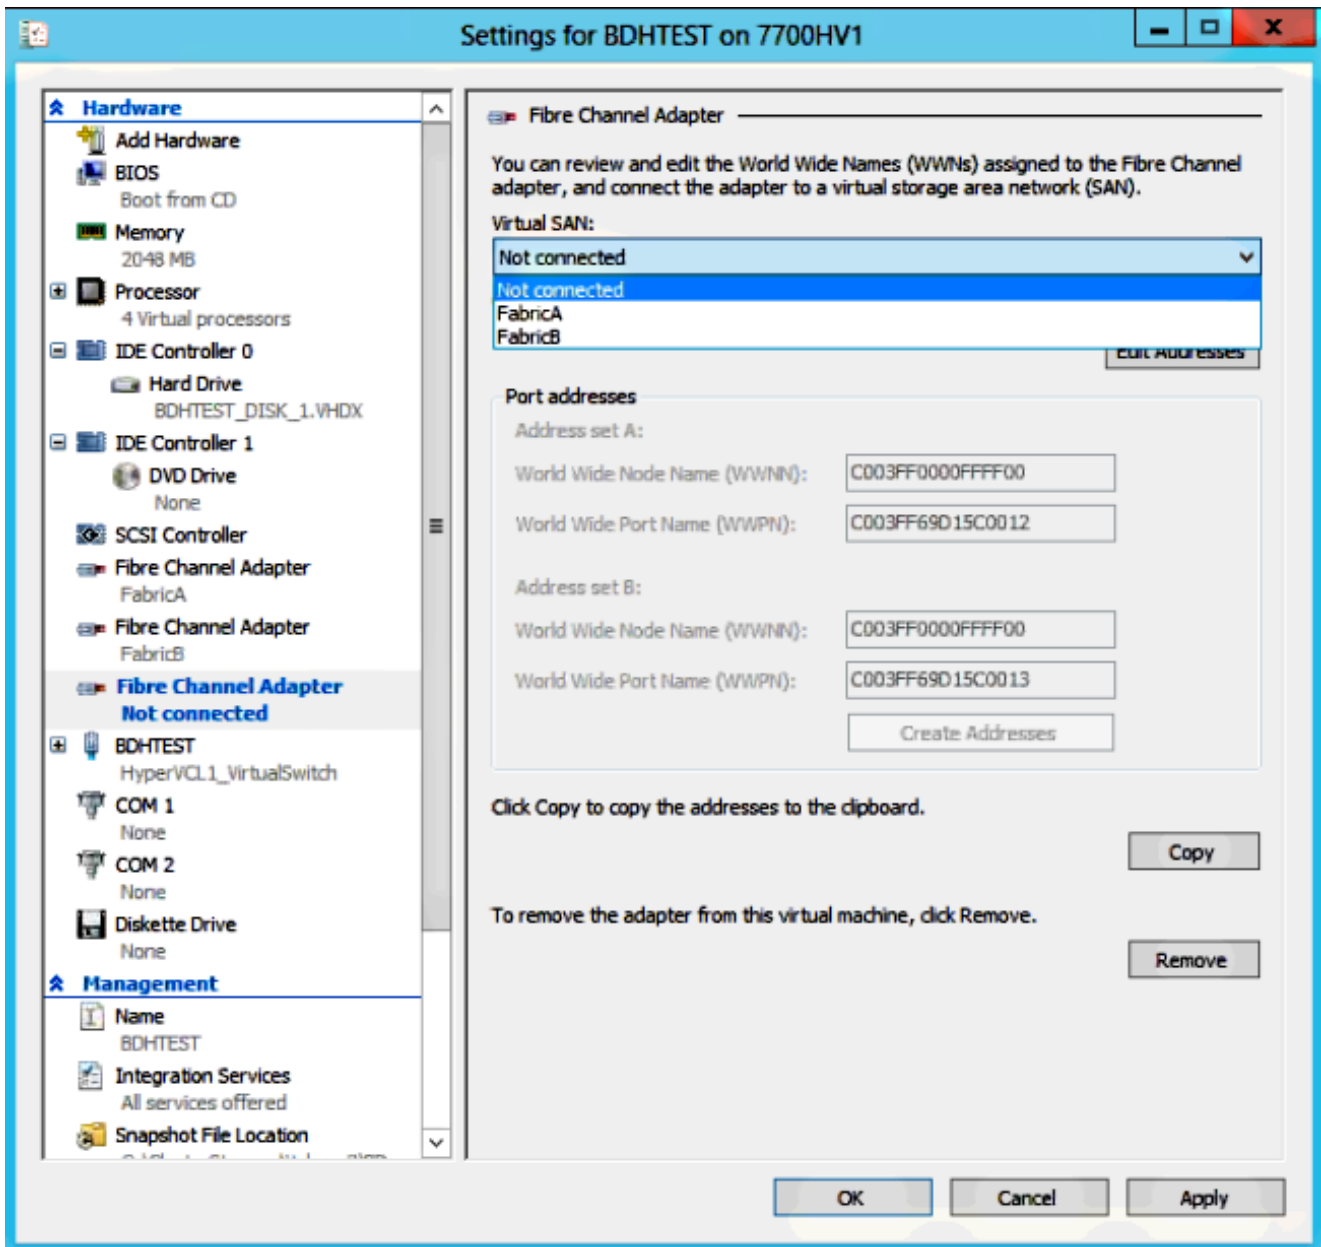 Settings for BDHTEST on 7700HV1
Hardware
Add Hardware
BIOS
Boot from CD
Memory
2048 MB
Processor
4 Virtual processors
IDE Controller 0
Hard Drive
BDHTEST_DISK_1.VHDX
IDE Controller 1
DVD Drive
None
SCSI Controller
Fibre Channel Adapter
FabricA
Fibre Channel Adapter
FabricB
Fibre Channel Adapter
Not connected
BDHTEST
HyperVCL1_VirtualSwitch
COM 1
None
COM 2
None
Diskette Drive
None
Management
Name
BDHTEST
Integration Services
All services offered
Snapshot File Location
Fibre Channel Adapter
You can review and edit the World Wide Names (WWNs) assigned to the Fibre Channel
adapter, and connect the adapter to a virtual storage area network (SAN).
Virtual SAN:
Not connected
Not connected
FabricA
FabricB
Edit Addresses
Port addresses
Address set A:
World Wide Node Name (WWNN): C003FF0000FFFF00
World Wide Port Name (WWPN): C003FF69D15C0012
Address set B:
World Wide Node Name (WWNN): C003FF0000FFFF00
World Wide Port Name (WWPN): C003FF69D15C0013
Create Addresses
Click Copy to copy the addresses to the clipboard.
Copy
To remove the adapter from this virtual machine, click Remove.
Remove
OK Cancel Apply